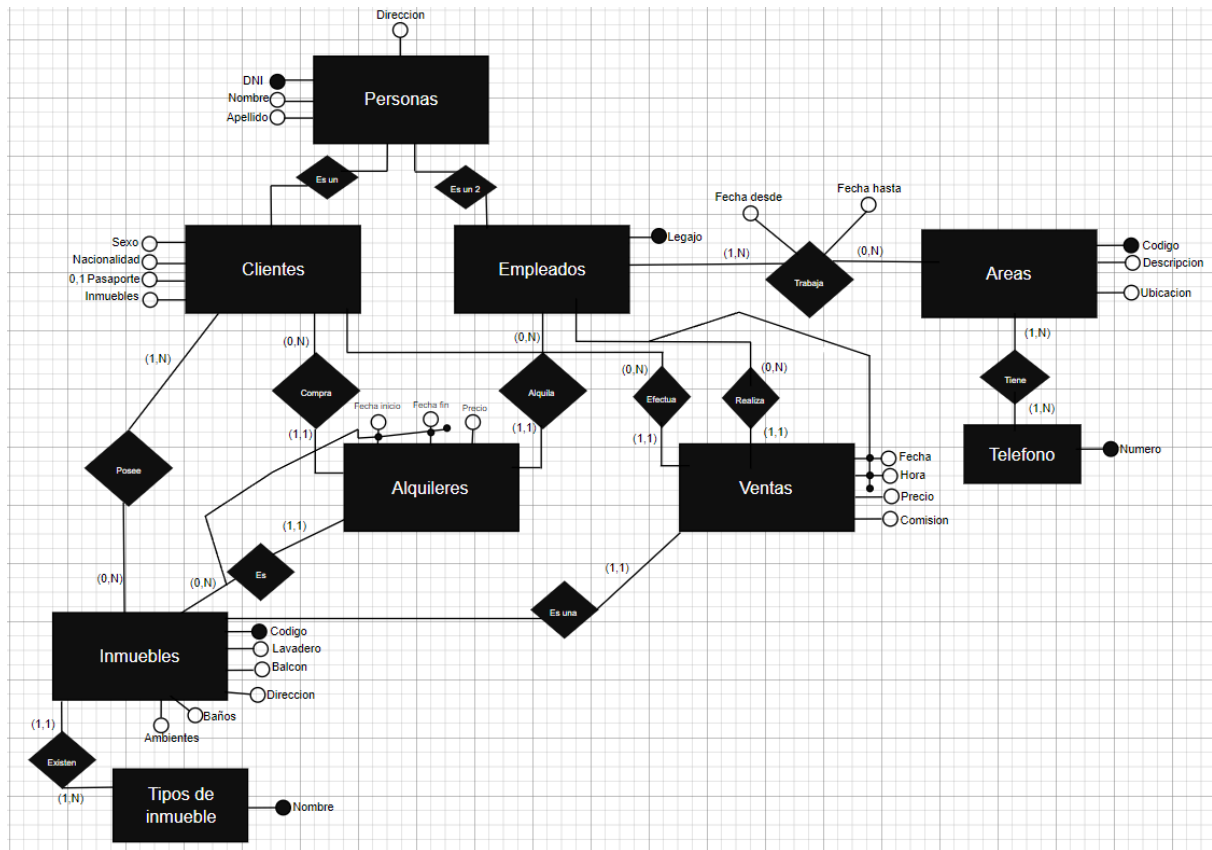 Direccion
DNI
Nombre
Apellido
Personas
Es un
Es un 2
Fecha desde
Fecha hasta
Sexo
Nacionalidad
0,1 Pasaporte
Inmuebles
Clientes
Empleados
Legajo
(1,N)
Trabaja
(0,N)
Areas
Codigo
Descripcion
Ubicacion
(1,N)
(0,N)
(0,N)
(1,N)
Compra
Alquila
(0,N)
Efectua
(0,N)
Realiza
Tiene
(1,N)
Fecha inicio
Fecha fin
Precio
(1,1)
(1,1)
(1,1)
(1,1)
Posee
Alquileres
Ventas
Fecha
Hora
Precio
Comision
Telefono
Numero
(1,1)
(0,N)
(0,N)
Es
(1,1)
Es una
Inmuebles
Codigo
Lavadero
Balcon
Direccion
Baños
Ambientes
(1,1)
Existen
(1,N)
Tipos de
inmueble
Nombre